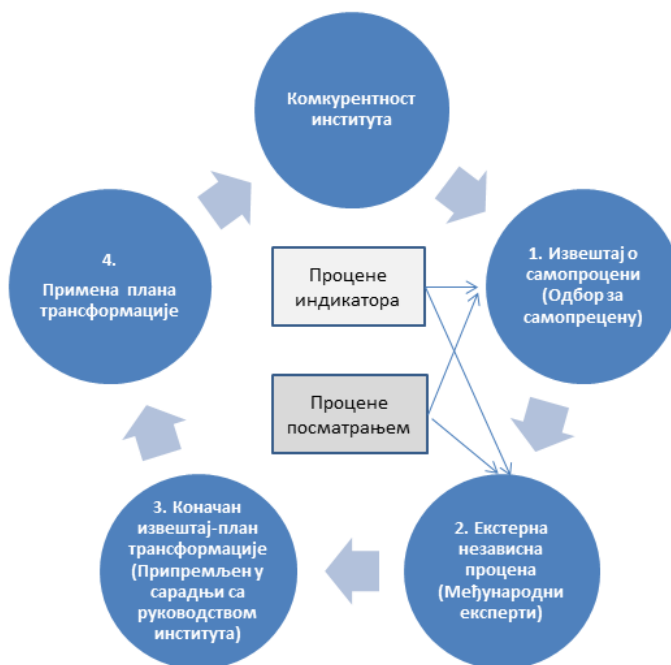 Комкурентност
института
1. Извештај о
самопроцени
(Одбор за
самопрецену)
2. Екстерна
независна
процена
(Међународни
експерти)
3. Коначан
извештај-план
трансформације
(Припремљен у
сарадњи са
руководством
института)
4.
Примена плана
трансформације
Процене
индикатора
Процене
посматрањем